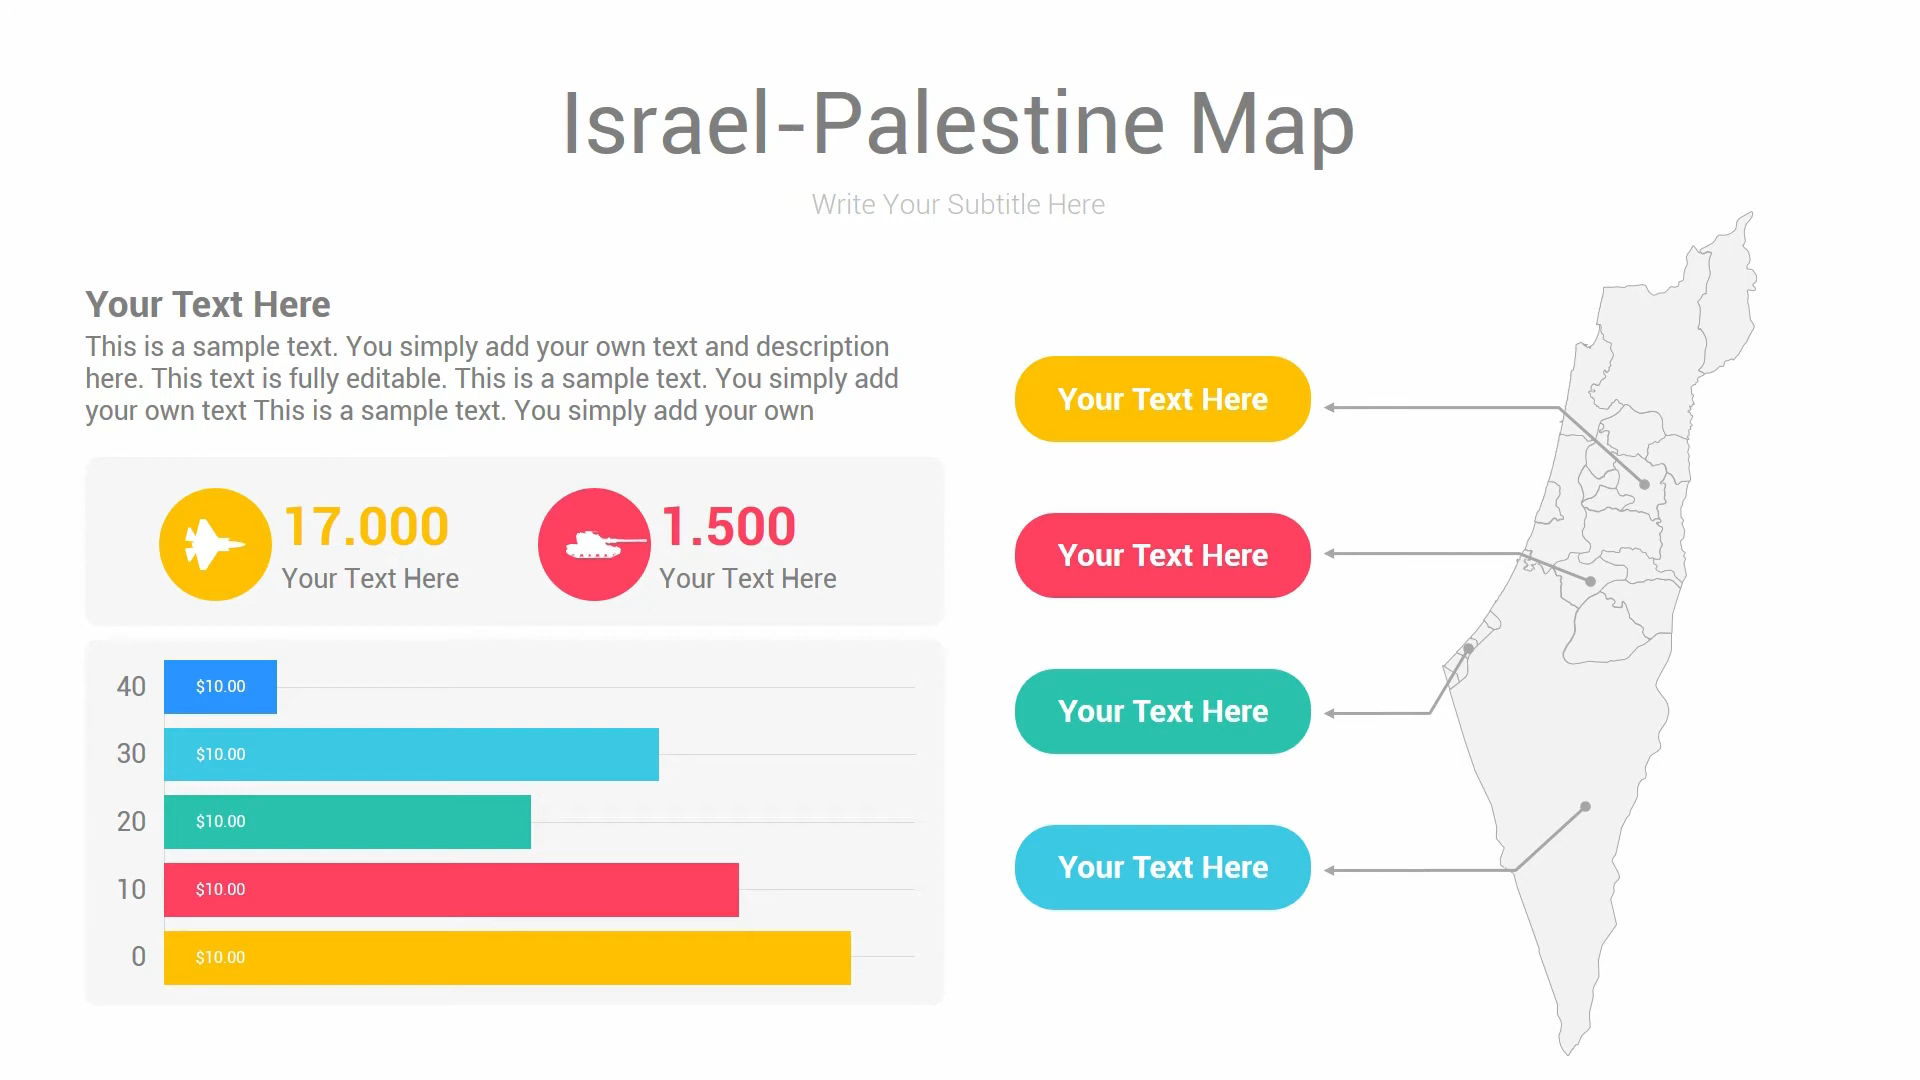 Israel-Palestine Map
Write Your Subtitle Here
Your Text Here
This is a sample text. You simply add your own text and description
here. This text is fully editable. This is a sample text. You simply add
your own text This is a sample text. You simply add your own
17.000
Your Text Here
1.500
Your Text Here
40
$10.00
30
$10.00
20
$10.00
10
$10.00
0
$10.00
Your Text Here
Your Text Here
Your Text Here
Your Text Here